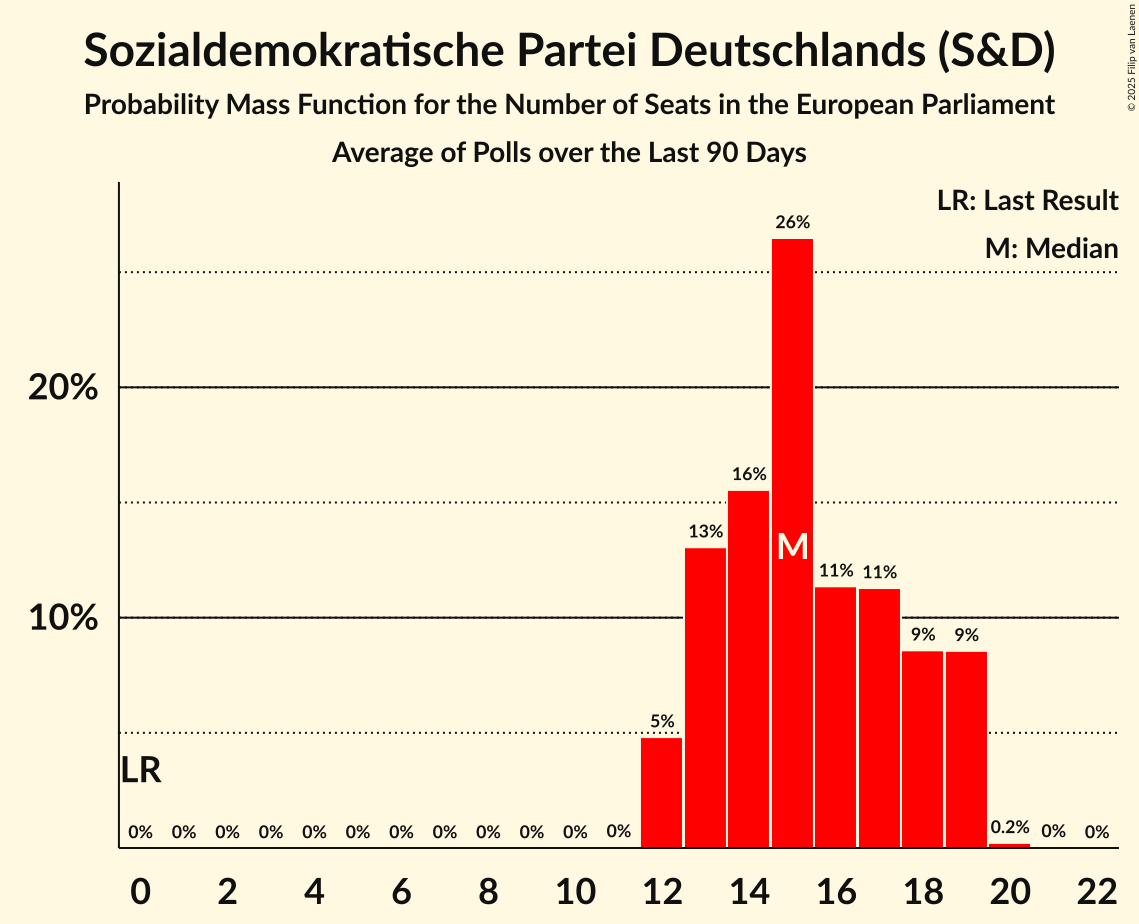 Sozialdemokratische Partei Deutschlands (S&D)
Probability Mass Function for the Number of Seats in the European Parliament
Average of Polls over the Last 90 Days
© 2025 Filip van Laenen
LR: Last Result
M: Median
26%
20%
16%
13%
M
11% 11%
10%
9% 9%
5%
LR
0% 0% 0% 0% 0% 0% 0% 0% 0% 0% 0% 0% 0.2% 0% 0%
0 2 4 6 8 10 12 14 16 18 20 22